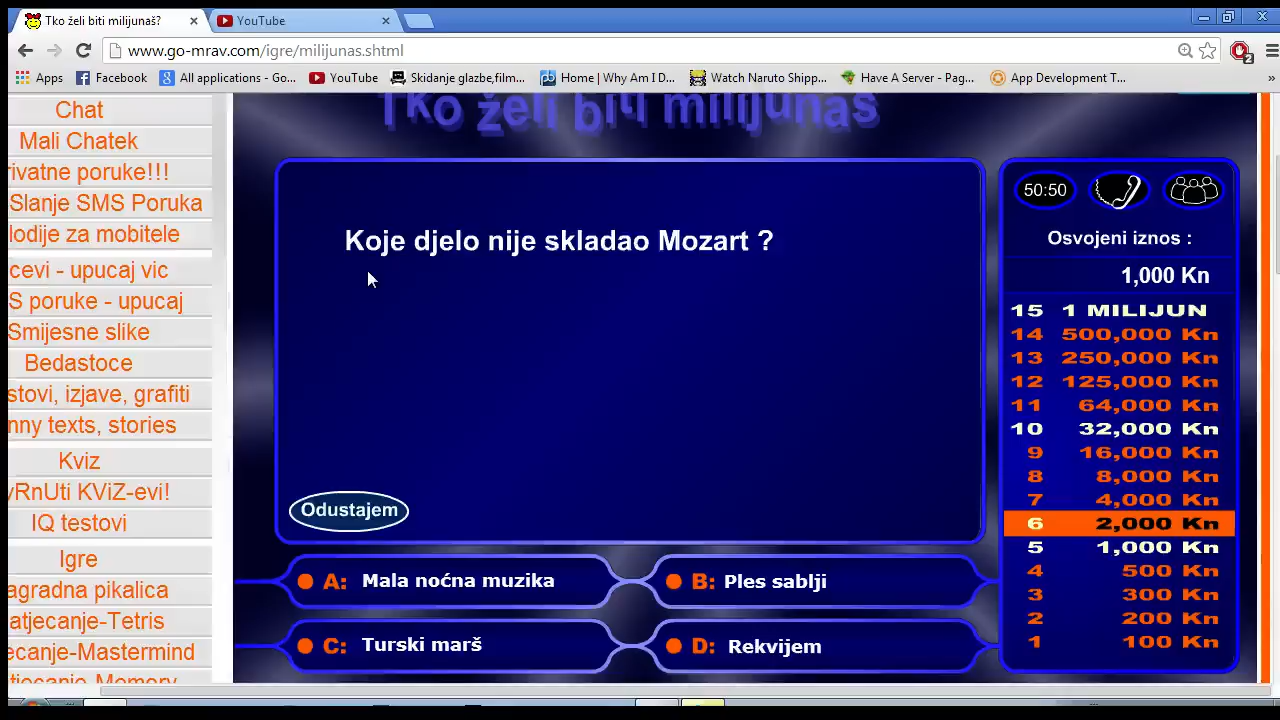 Tko želi biti milijunaš?
YouTube
www.go-mrav.com/igre/milijunas.shtml
2
Apps
Facebook
All applications - Go...
YouTube
Skidanje glazbe,film...
Home | Why Am I D...
Watch Naruto Shipp...
Have A Server - Pag...
App Development T...
»
Chat
Mali Chatek
rivatne poruke!!!
Slanje SMS Poruka
lodije za mobitele
cevi - upucaj vic
S poruke - upucaj
Smijesne slike
Bedastoce
stovi, izjave, grafiti
nny texts, stories
Kviz
yRnUti KViZ-evi!
IQ testovi
Igre
agradna pikalica
atjecanje-Tetris
ecanje-Mastermind
tjecanje-Memory
Tko želi biti milijunaš
Koje djelo nije skladao Mozart ?
Odustajem
A: Mala noćna muzika
B: Ples sablji
C: Turski marš
D: Rekvijem
50:50
Osvojeni iznos :
1,000 Kn
15 1 MILIJUN
14 500,000 Kn
13 250,000 Kn
12 125,000 Kn
11 64,000 Kn
10 32,000 Kn
9 16,000 Kn
8 8,000 Kn
7 4,000 Kn
6 2,000 Kn
5 1,000 Kn
4 500 Kn
3 300 Kn
2 200 Kn
1 100 Kn